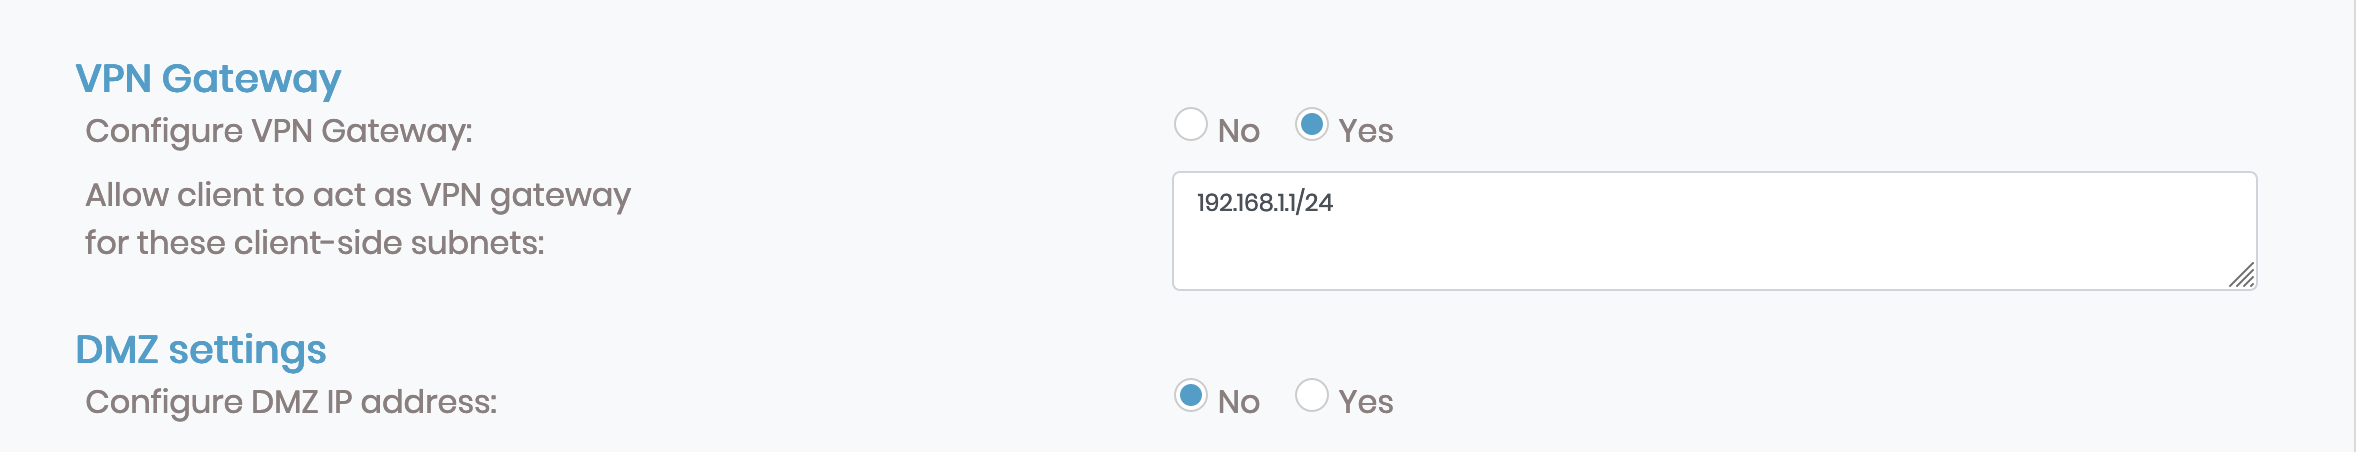 VPN Gateway
Configure VPN Gateway:
No Yes
Allow client to act as VPN gateway
for these client-side subnets:
192.168.1.1/24
DMZ settings
Configure DMZ IP address:
No Yes